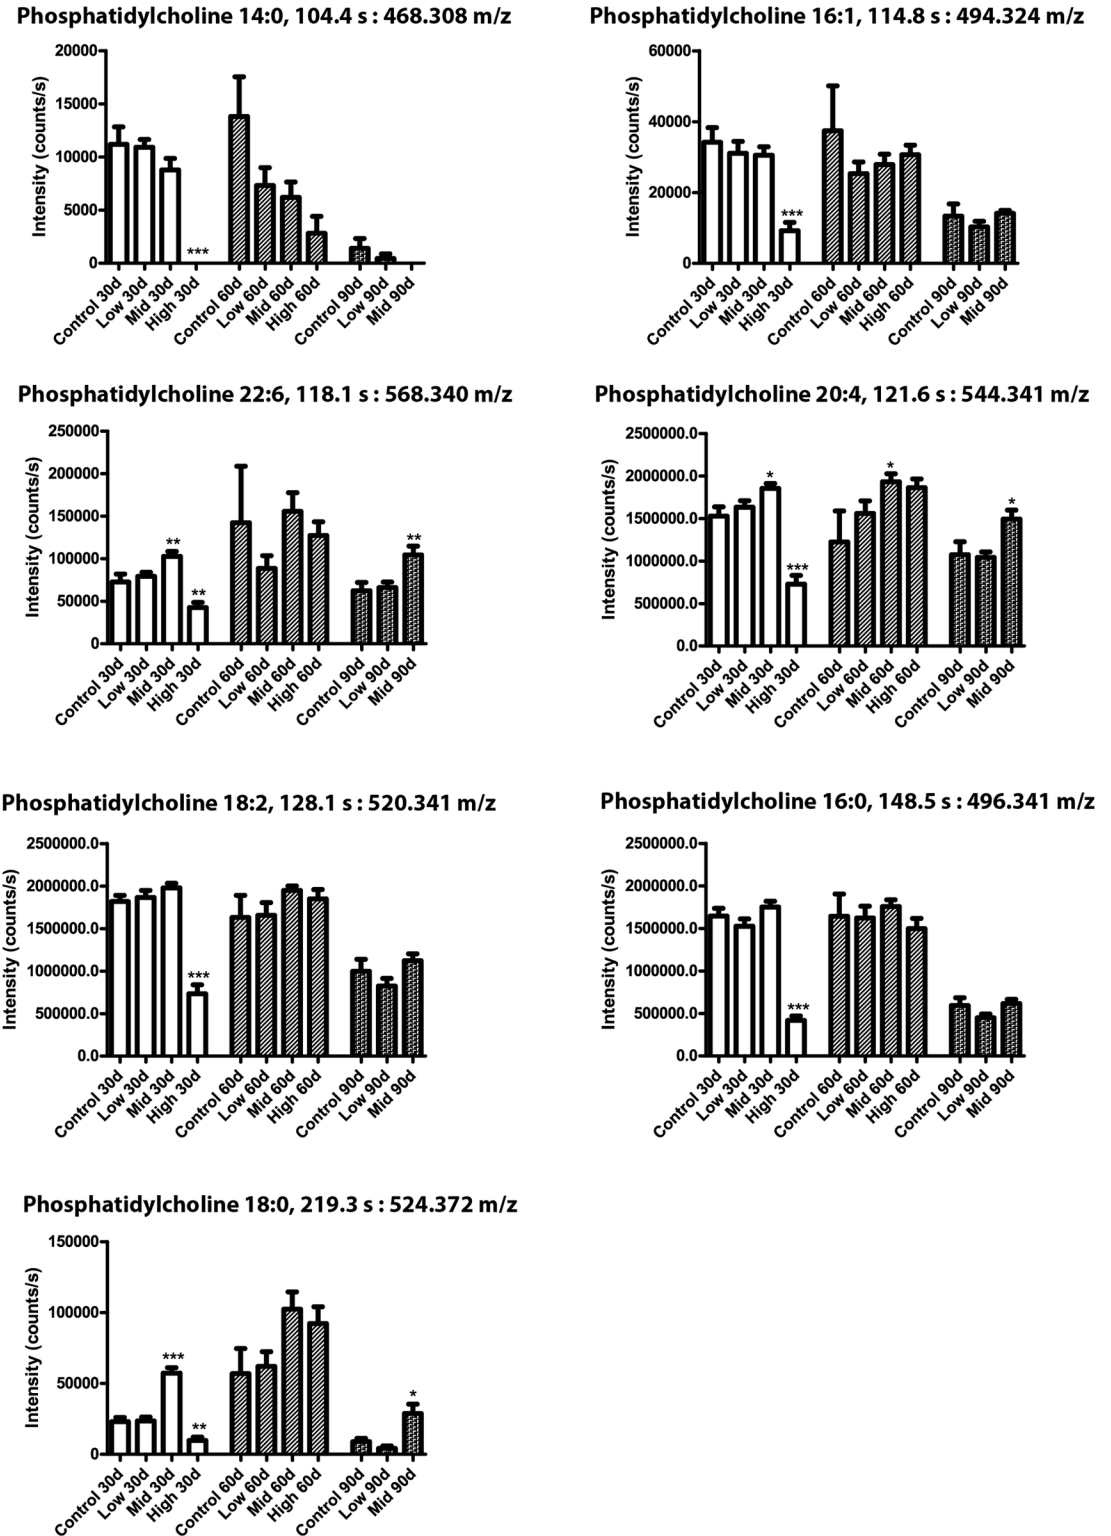 Phosphatidylcholine 14:0, 104.4 s : 468.308 m/z
Intensity (counts/s)
20000
15000
10000
5000
0
***
Control 30d
Low 30d
Mid 30d
High 30d
Control 60d
Low 60d
Mid 60d
High 60d
Control 90d
Low 90d
Mid 90d
Phosphatidylcholine 16:1, 114.8 s : 494.324 m/z
Intensity (counts/s)
60000
40000
20000
0
***
Control 30d
Low 30d
Mid 30d
High 30d
Control 60d
Low 60d
Mid 60d
High 60d
Control 90d
Low 90d
Mid 90d
Phosphatidylcholine 22:6, 118.1 s : 568.340 m/z
Intensity (counts/s)
250000
200000
150000
100000
50000
0
**
**
**
Control 30d
Low 30d
Mid 30d
High 30d
Control 60d
Low 60d
Mid 60d
High 60d
Control 90d
Low 90d
Mid 90d
Phosphatidylcholine 20:4, 121.6 s : 544.341 m/z
Intensity (counts/s)
2500000.0
2000000.0
1500000.0
1000000.0
500000.0
0.0
*
***
*
*
Control 30d
Low 30d
Mid 30d
High 30d
Control 60d
Low 60d
Mid 60d
High 60d
Control 90d
Low 90d
Mid 90d
Phosphatidylcholine 18:2, 128.1 s : 520.341 m/z
Intensity (counts/s)
2500000.0
2000000.0
1500000.0
1000000.0
500000.0
0.0
***
Control 30d
Low 30d
Mid 30d
High 30d
Control 60d
Low 60d
Mid 60d
High 60d
Control 90d
Low 90d
Mid 90d
Phosphatidylcholine 16:0, 148.5 s : 496.341 m/z
Intensity (counts/s)
2500000.0
2000000.0
1500000.0
1000000.0
500000.0
0.0
***
Control 30d
Low 30d
Mid 30d
High 30d
Control 60d
Low 60d
Mid 60d
High 60d
Control 90d
Low 90d
Mid 90d
Phosphatidylcholine 18:0, 219.3 s : 524.372 m/z
Intensity (counts/s)
150000
100000
50000
0
***
**
*
Control 30d
Low 30d
Mid 30d
High 30d
Control 60d
Low 60d
Mid 60d
High 60d
Control 90d
Low 90d
Mid 90d